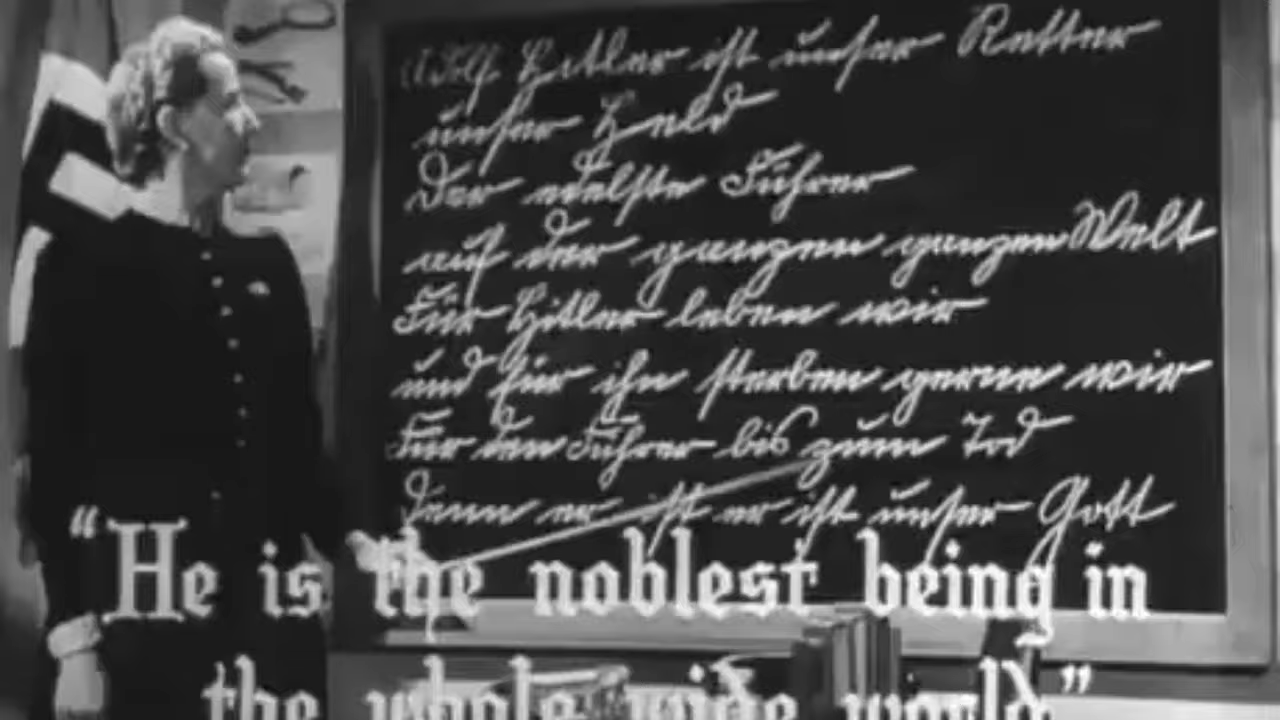 Adolf Hitler ist unser Retter
unser Held
Der edelste Führer
auf der ganzen ganzen Welt
Für Hitler leben wir
und für ihn sterben gerne wir
Für den Führer bis zum Tod
Denn er ist er ist unser Gott
"He is the noblest being in
the whole wide world"